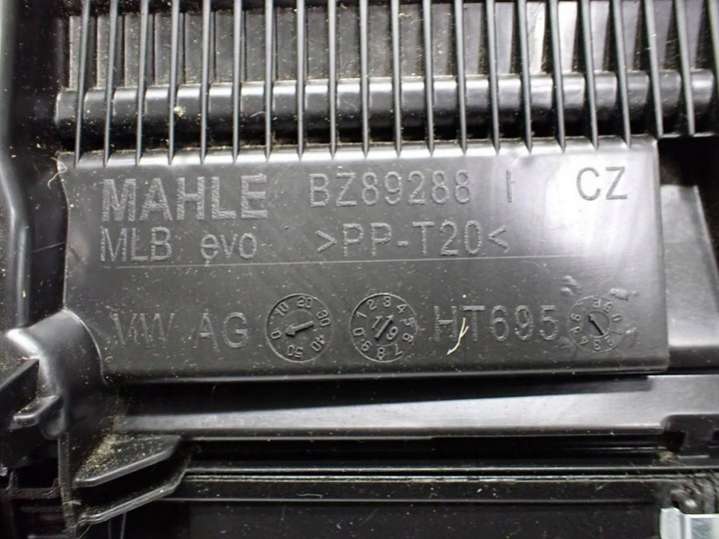 MAHLE BZ89288 I CZ
MLB evo >PP-T20<
VW AG HT695